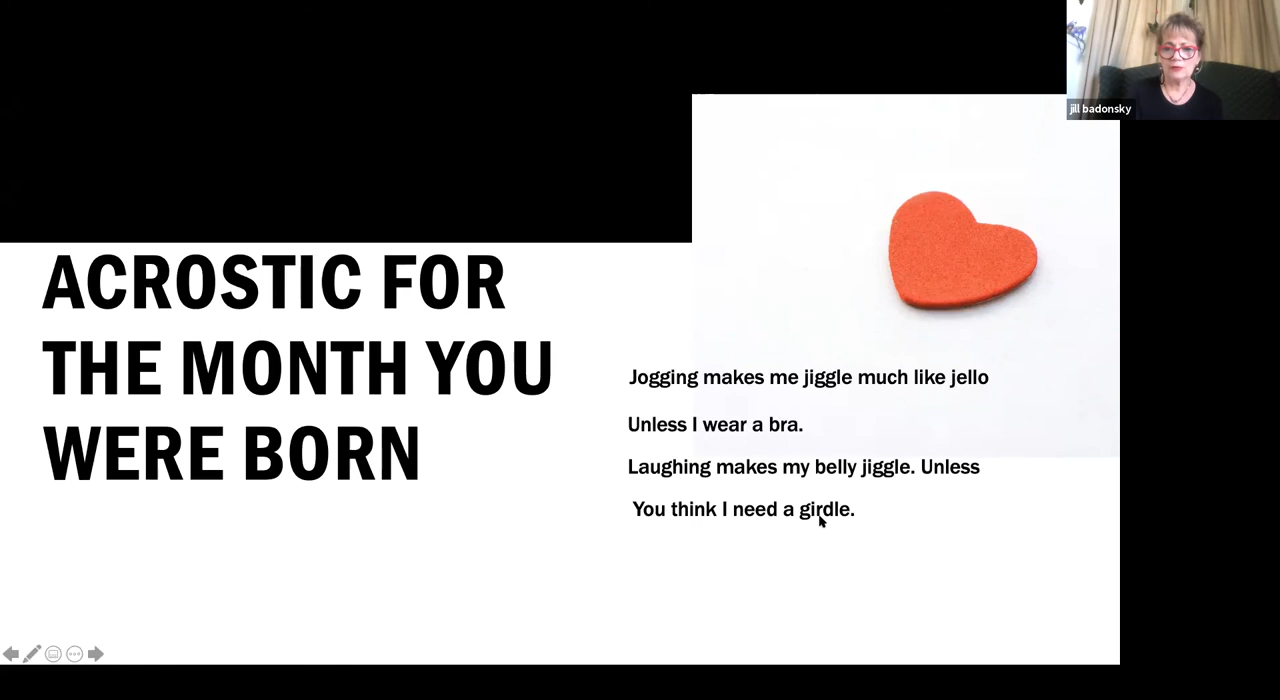 jill badonsky
ACROSTIC FOR
THE MONTH YOU
WERE BORN
Jogging makes me jiggle much like jello
Unless I wear a bra.
Laughing makes my belly jiggle. Unless
You think I need a girdle.